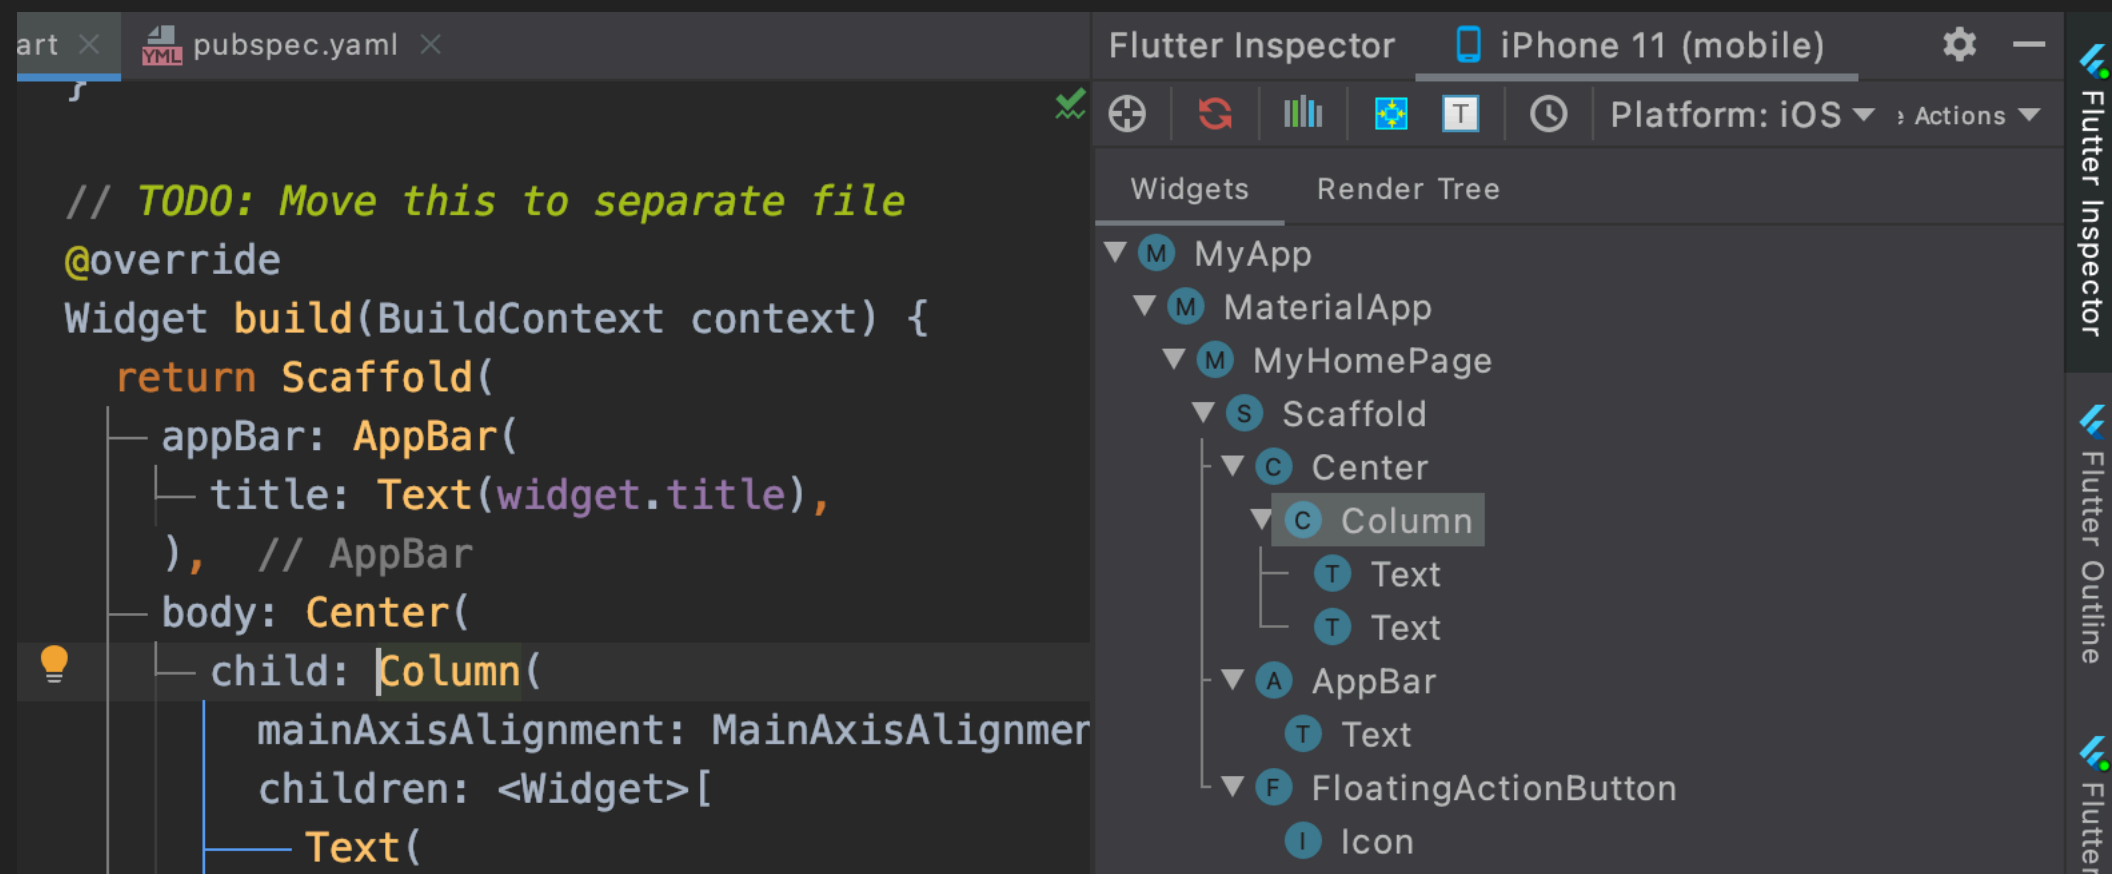 art
YML pubspec.yaml
}
// TODO: Move this to separate file
@override
Widget build(BuildContext context) {
return Scaffold(
appBar: AppBar(
title: Text(widget.title),
), // AppBar
body: Center(
child: Column(
mainAxisAlignment: MainAxisAlignmen
children: <Widget>[
Text(
Flutter Inspector iPhone 11 (mobile)
T Platform: iOS Actions
Widgets Render Tree
M MyApp
M MaterialApp
M MyHomePage
S Scaffold
C Center
C Column
T Text
T Text
A AppBar
T Text
F FloatingActionButton
I Icon
Flutter Inspector
Flutter Outline
Flutter